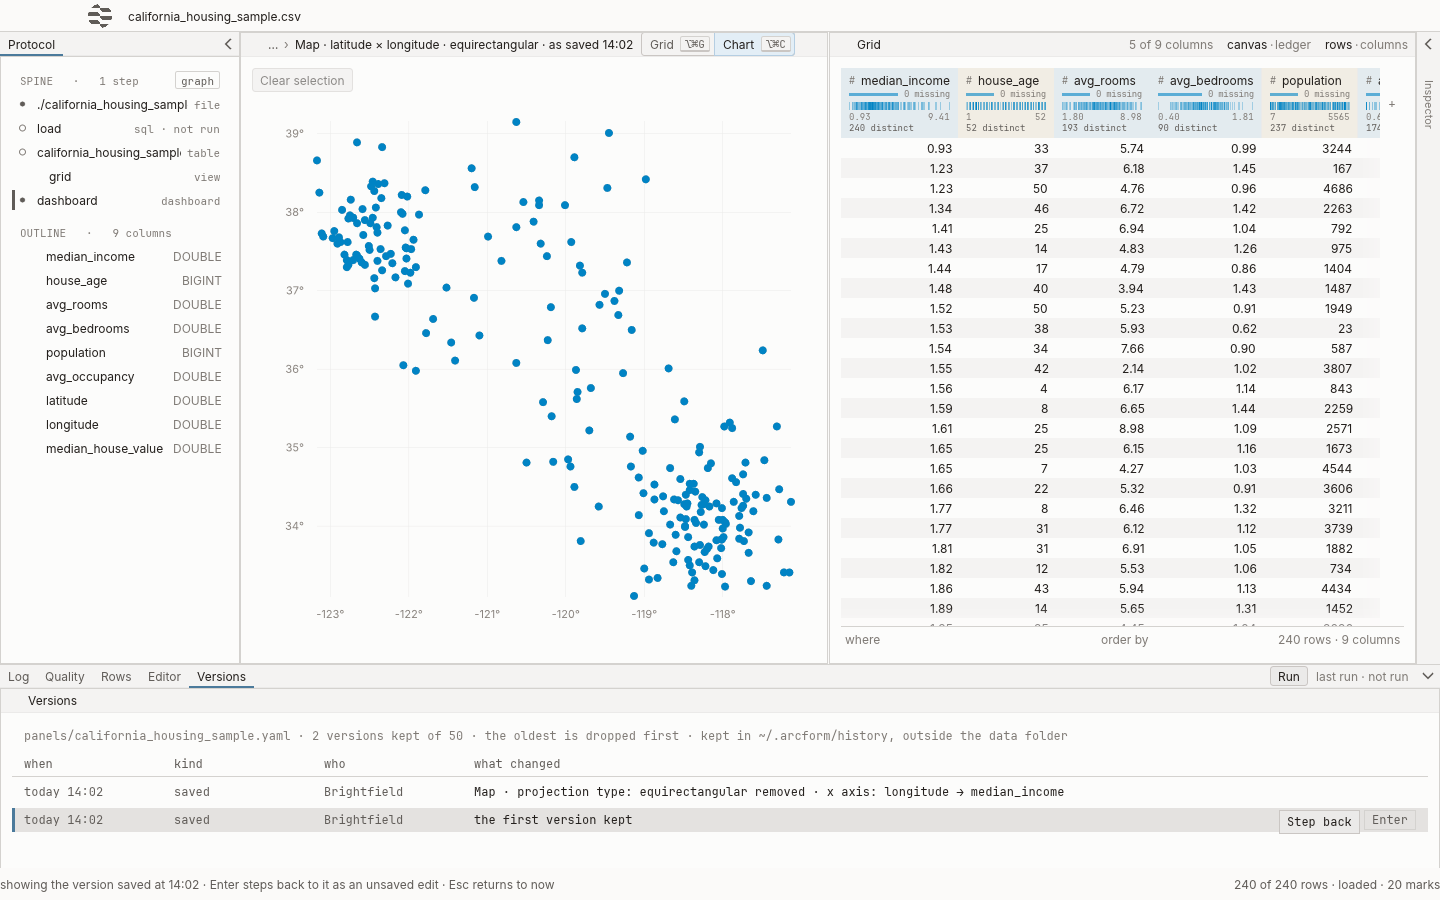 california_housing_sample.csv
Protocol
SPINE · 1 step graph
./california_housing_sampl file
load sql · not run
california_housing_sample table
grid view
dashboard dashboard
OUTLINE · 9 columns
median_income DOUBLE
house_age BIGINT
avg_rooms DOUBLE
avg_bedrooms DOUBLE
population BIGINT
avg_occupancy DOUBLE
latitude DOUBLE
longitude DOUBLE
median_house_value DOUBLE
... › Map · latitude × longitude · equirectangular · as saved 14:02 Grid ⌥⌘G Chart ⌥⌘C
Clear selection
39°
38°
37°
36°
35°
34°
-123° -122° -121° -120° -119° -118°
Grid 5 of 9 columns canvas · ledger rows · columns
# median_income # house_age # avg_rooms # avg_bedrooms # population # a
0 missing 0 missing 0 missing 0 missing 0 missing
+
0.93 9.41 1 52 1.80 8.98 0.40 1.81 7 5565 0.6
240 distinct 52 distinct 193 distinct 90 distinct 237 distinct 174
0.93 33 5.74 0.99 3244
1.23 37 6.18 1.45 167
1.23 50 4.76 0.96 4686
1.34 46 6.72 1.42 2263
1.41 25 6.94 1.04 792
1.43 14 4.83 1.26 975
1.44 17 4.79 0.86 1404
1.48 40 3.94 1.43 1487
1.52 50 5.23 0.91 1949
1.53 38 5.93 0.62 23
1.54 34 7.66 0.90 587
1.55 42 2.14 1.02 3807
1.56 4 6.17 1.14 843
1.59 8 6.65 1.44 2259
1.61 25 8.98 1.09 2571
1.65 25 6.15 1.16 1673
1.65 7 4.27 1.03 4544
1.66 22 5.32 0.91 3606
1.77 8 6.46 1.32 3211
1.77 31 6.12 1.12 3739
1.81 31 6.91 1.05 1882
1.82 12 5.53 1.06 734
1.86 43 5.94 1.13 4434
1.89 14 5.65 1.31 1452
where order by 240 rows · 9 columns
Inspector
Log Quality Rows Editor Versions Run last run · not run
Versions
panels/california_housing_sample.yaml · 2 versions kept of 50 · the oldest is dropped first · kept in ~/.arcform/history, outside the data folder
when kind who what changed
today 14:02 saved Brightfield Map · projection type: equirectangular removed · x axis: longitude → median_income
today 14:02 saved Brightfield the first version kept Step back Enter
showing the version saved at 14:02 · Enter steps back to it as an unsaved edit · Esc returns to now 240 of 240 rows · loaded · 20 marks